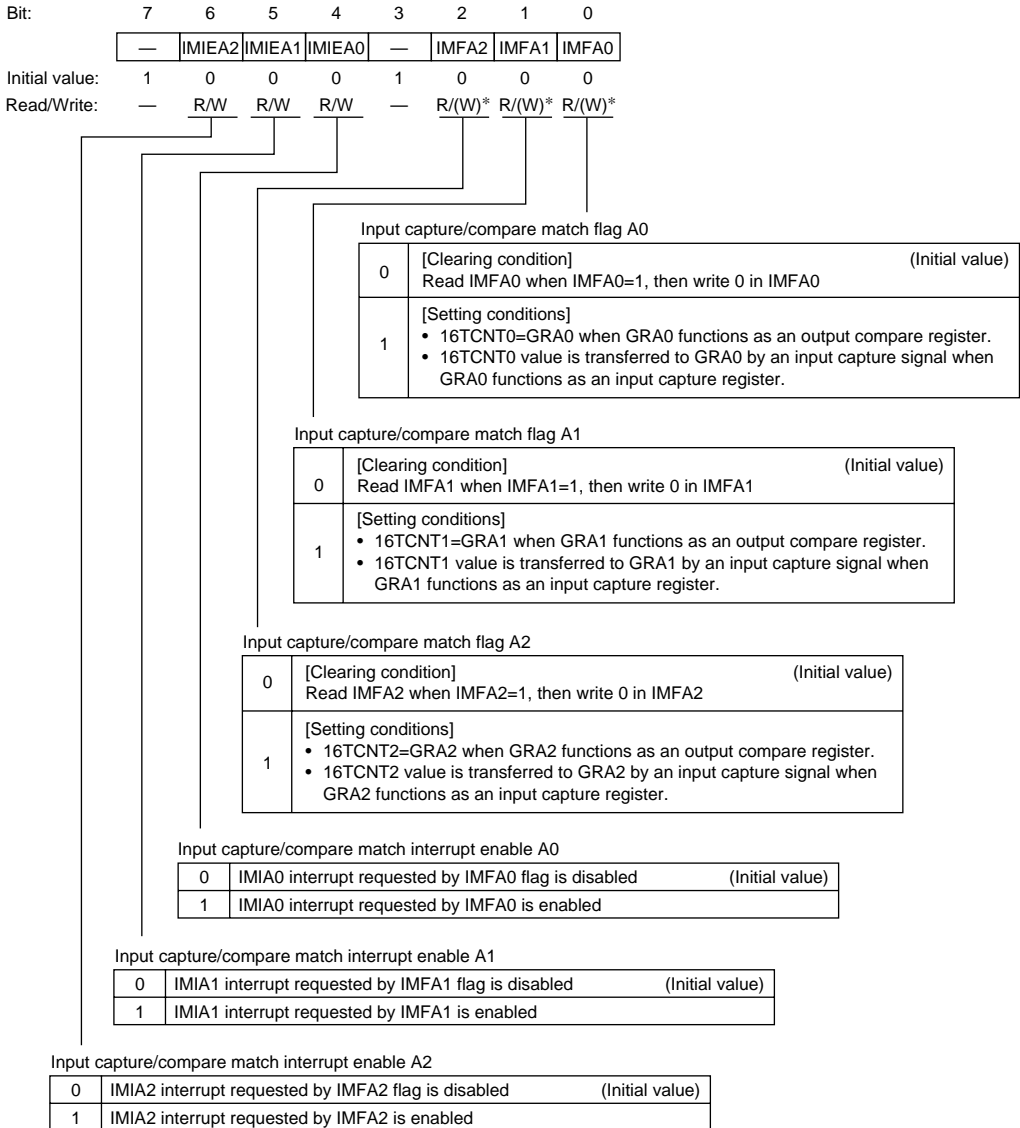 Bit: 7 6 5 4 3 2 1 0
— IMIEA2 IMIEA1 IMIEA0 — IMFA2 IMFA1 IMFA0
Initial value: 1 0 0 0 1 0 0 0
Read/Write: — R/W R/W R/W — R/(W)* R/(W)* R/(W)*
Input capture/compare match flag A0
0 [Clearing condition] (Initial value)
Read IMFA0 when IMFA0=1, then write 0 in IMFA0
1 [Setting conditions]
• 16TCNT0=GRA0 when GRA0 functions as an output compare register.
• 16TCNT0 value is transferred to GRA0 by an input capture signal when
GRA0 functions as an input capture register.
Input capture/compare match flag A1
0 [Clearing condition] (Initial value)
Read IMFA1 when IMFA1=1, then write 0 in IMFA1
1 [Setting conditions]
• 16TCNT1=GRA1 when GRA1 functions as an output compare register.
• 16TCNT1 value is transferred to GRA1 by an input capture signal when
GRA1 functions as an input capture register.
Input capture/compare match flag A2
0 [Clearing condition] (Initial value)
Read IMFA2 when IMFA2=1, then write 0 in IMFA2
1 [Setting conditions]
• 16TCNT2=GRA2 when GRA2 functions as an output compare register.
• 16TCNT2 value is transferred to GRA2 by an input capture signal when
GRA2 functions as an input capture register.
Input capture/compare match interrupt enable A0
0 IMIA0 interrupt requested by IMFA0 flag is disabled (Initial value)
1 IMIA0 interrupt requested by IMFA0 is enabled
Input capture/compare match interrupt enable A1
0 IMIA1 interrupt requested by IMFA1 flag is disabled (Initial value)
1 IMIA1 interrupt requested by IMFA1 is enabled
Input capture/compare match interrupt enable A2
0 IMIA2 interrupt requested by IMFA2 flag is disabled (Initial value)
1 IMIA2 interrupt requested by IMFA2 is enabled